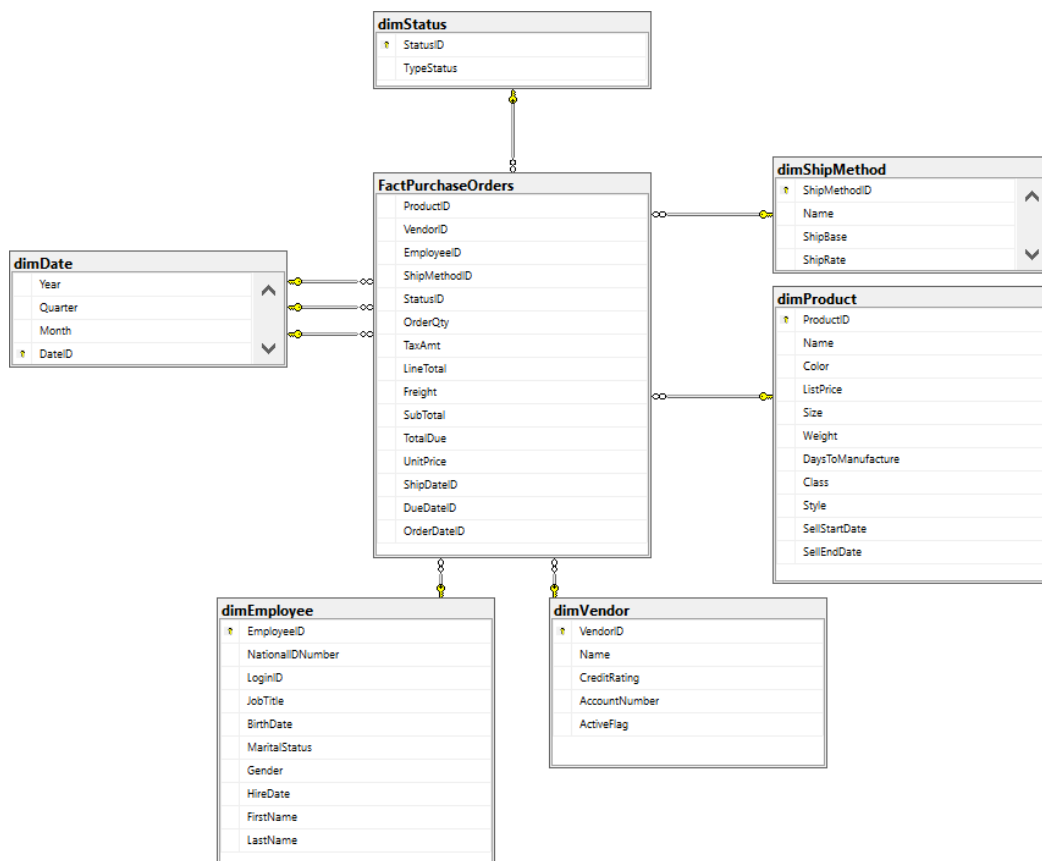 dimStatus
StatusID
TypeStatus
FactPurchaseOrders
ProductID
VendorID
EmployeeID
ShipMethodID
StatusID
OrderQty
TaxAmt
LineTotal
Freight
SubTotal
TotalDue
UnitPrice
ShipDateID
DueDateID
OrderDateID
dimShipMethod
ShipMethodID
Name
ShipBase
ShipRate
dimDate
Year
Quarter
Month
DateID
dimProduct
ProductID
Name
Color
ListPrice
Size
Weight
DaysToManufacture
Class
Style
SellStartDate
SellEndDate
dimEmployee
EmployeeID
NationalIDNumber
LoginID
JobTitle
BirthDate
MaritalStatus
Gender
HireDate
FirstName
LastName
dimVendor
VendorID
Name
CreditRating
AccountNumber
ActiveFlag